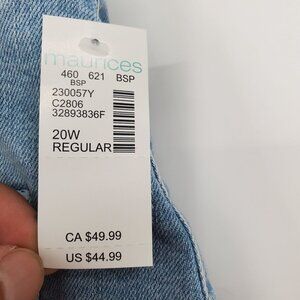 maurices
460 621 BSP
BSP
230057Y
C2806
32893836F
20W
REGULAR
CA $49.99
US $44.99